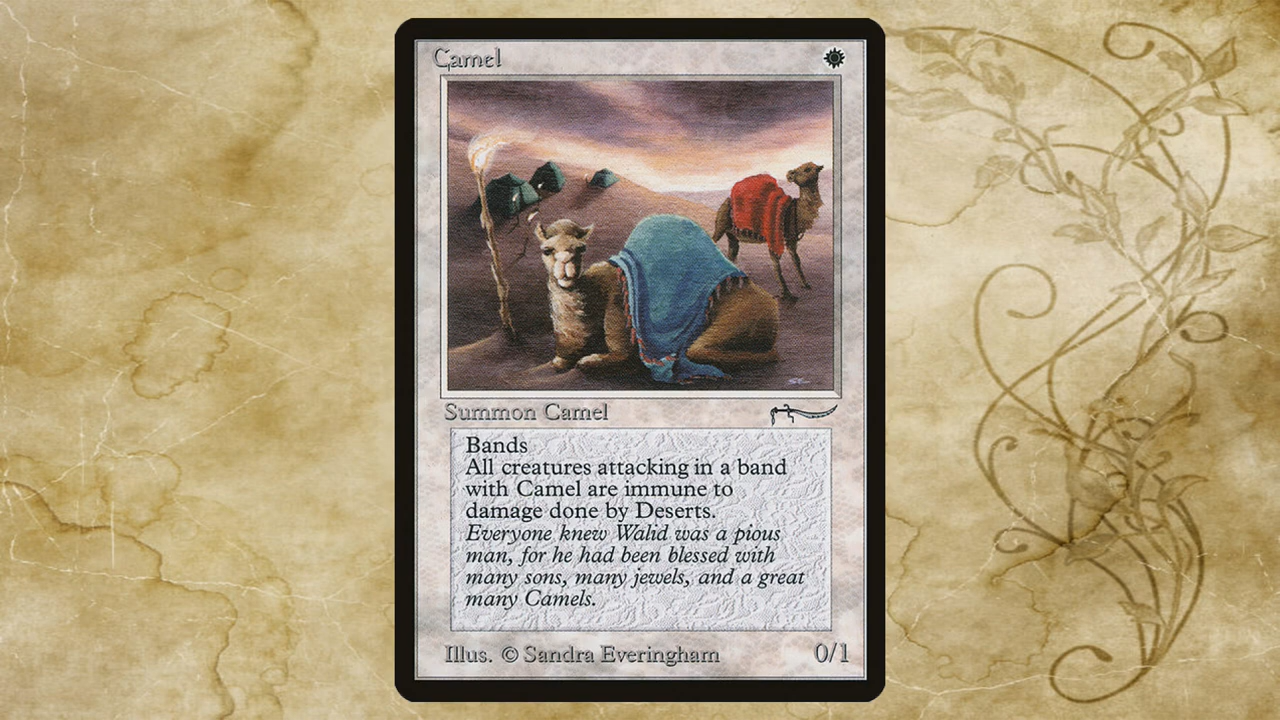 Camel
Summon Camel
Bands
All creatures attacking in a band
with Camel are immune to
damage done by Deserts.
Everyone knew Walid was a pious
man, for he had been blessed with
many sons, many jewels, and a great
many Camels.
Illus. © Sandra Everingham
0/1